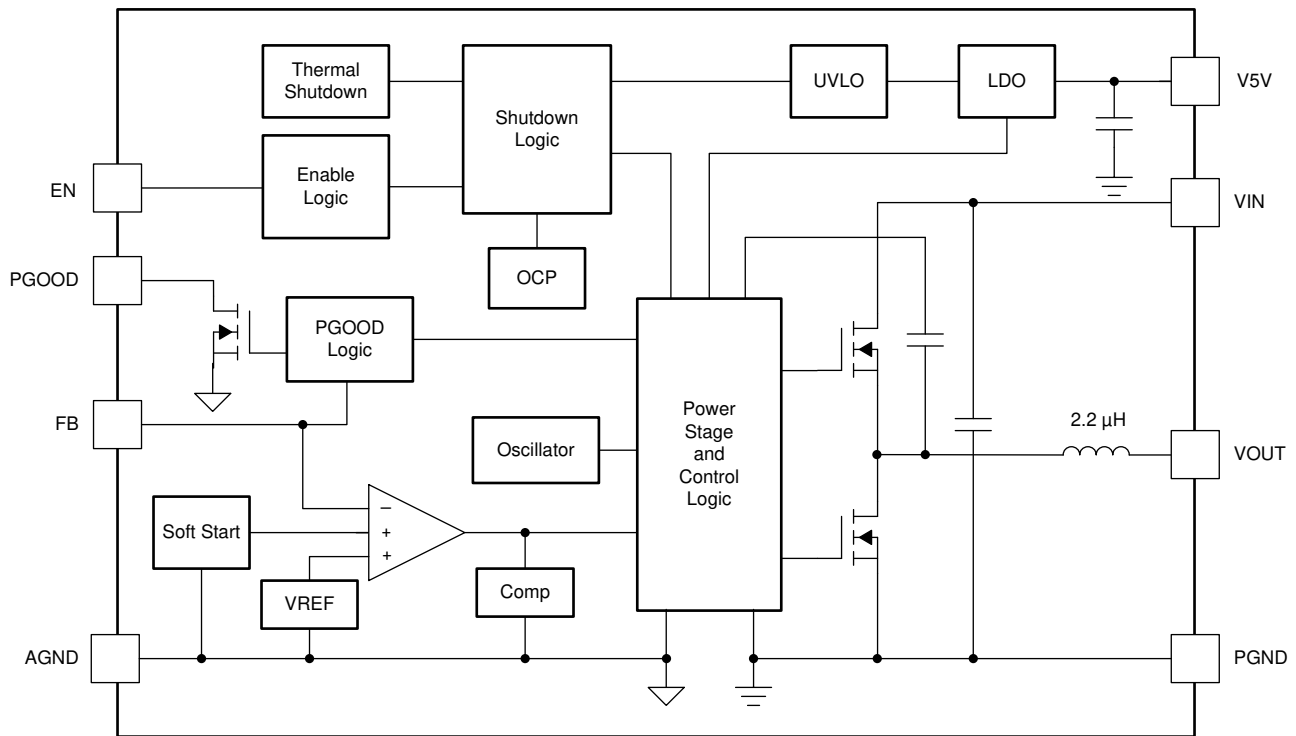 Thermal
Shutdown
Shutdown
Logic
UVLO
LDO
V5V
EN
Enable
Logic
VIN
OCP
PGOOD
PGOOD
Logic
FB
Oscillator
Power
Stage
and
Control
Logic
2.2 µH
VOUT
Soft Start
−
+
+
VREF
Comp
AGND
PGND